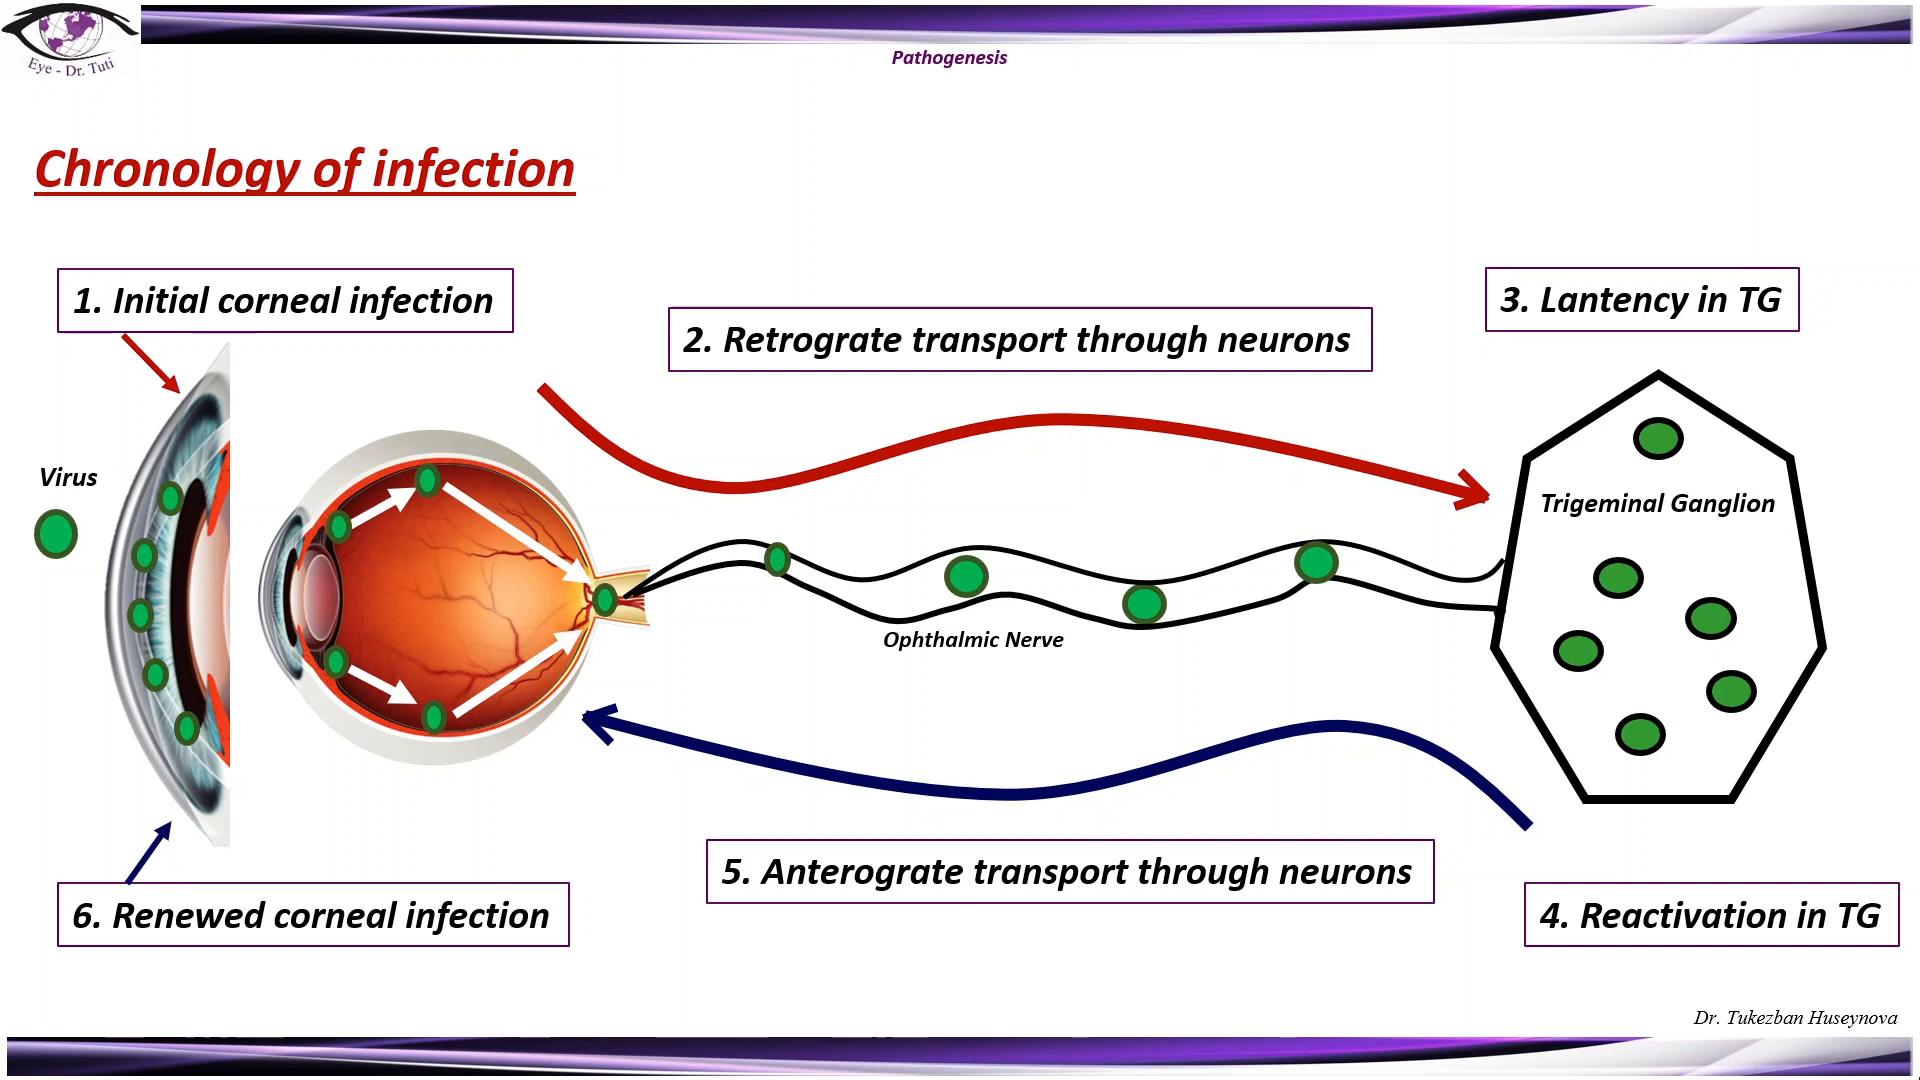 Eye - Dr. Tuti
Pathogenesis
Chronology of infection
1. Initial corneal infection
2. Retrograte transport through neurons
3. Lantency in TG
Virus
Trigeminal Ganglion
Ophthalmic Nerve
5. Anterograte transport through neurons
6. Renewed corneal infection
4. Reactivation in TG
Dr. Tukezban Huseynova